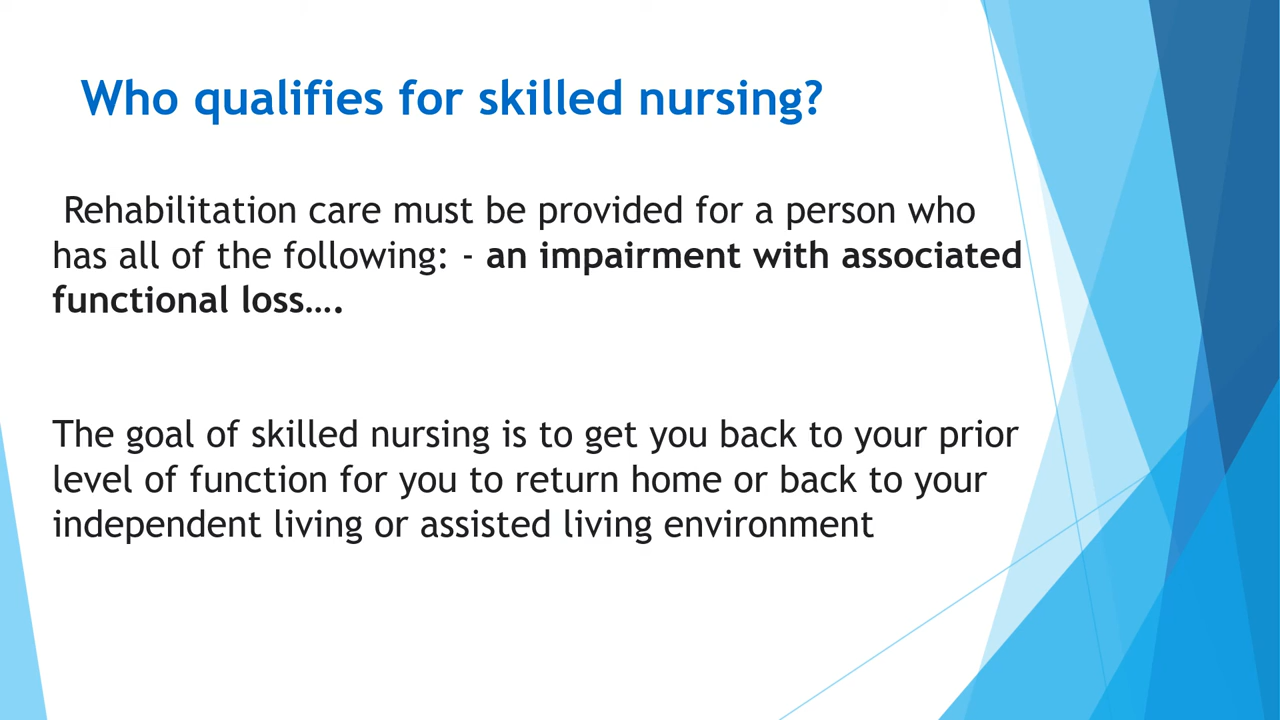 Who qualifies for skilled nursing?
Rehabilitation care must be provided for a person who
has all of the following: - an impairment with associated
functional loss….
The goal of skilled nursing is to get you back to your prior
level of function for you to return home or back to your
independent living or assisted living environment